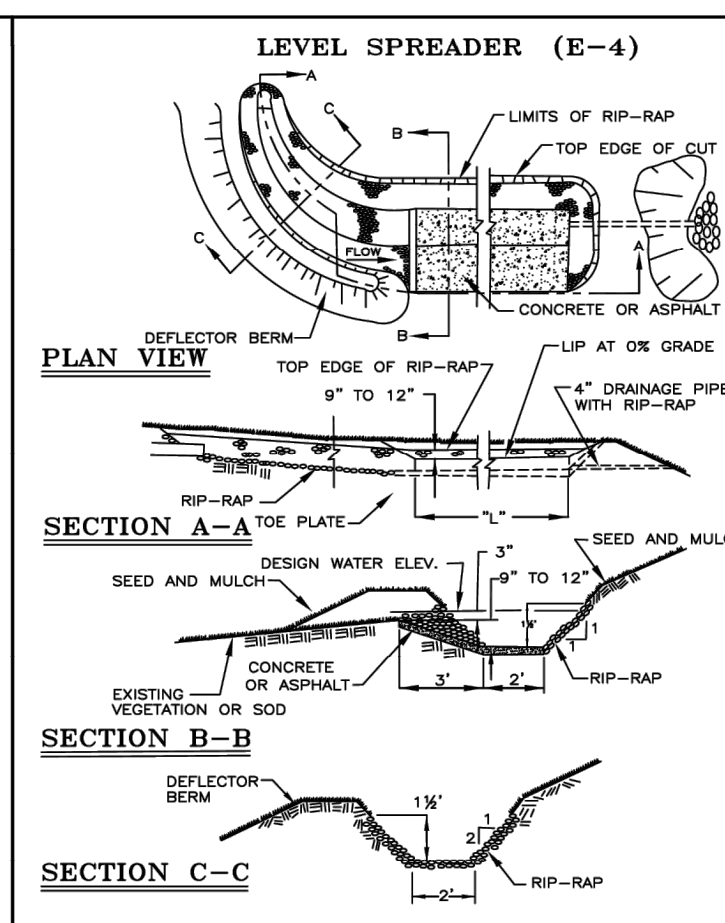 LEVEL SPREADER (E-4)
A
C
B
LIMITS OF RIP-RAP
TOP EDGE OF CUT
C
FLOW
A
CONCRETE OR ASPHALT
DEFLECTOR BERM
B
PLAN VIEW
LIP AT 0% GRADE
TOP EDGE OF RIP-RAP
9" TO 12"
4" DRAINAGE PIPE
WITH RIP-RAP
RIP-RAP
SECTION A-A
TOE PLATE
"L"
3"
SEED AND MULC
DESIGN WATER ELEV.
9" TO 12"
SEED AND MULCH
1½'
1
1
CONCRETE
OR ASPHALT
3'
2'
RIP-RAP
EXISTING
VEGETATION OR SOD
SECTION B-B
DEFLECTOR
BERM
1½'
1
2
RIP-RAP
SECTION C-C
2'